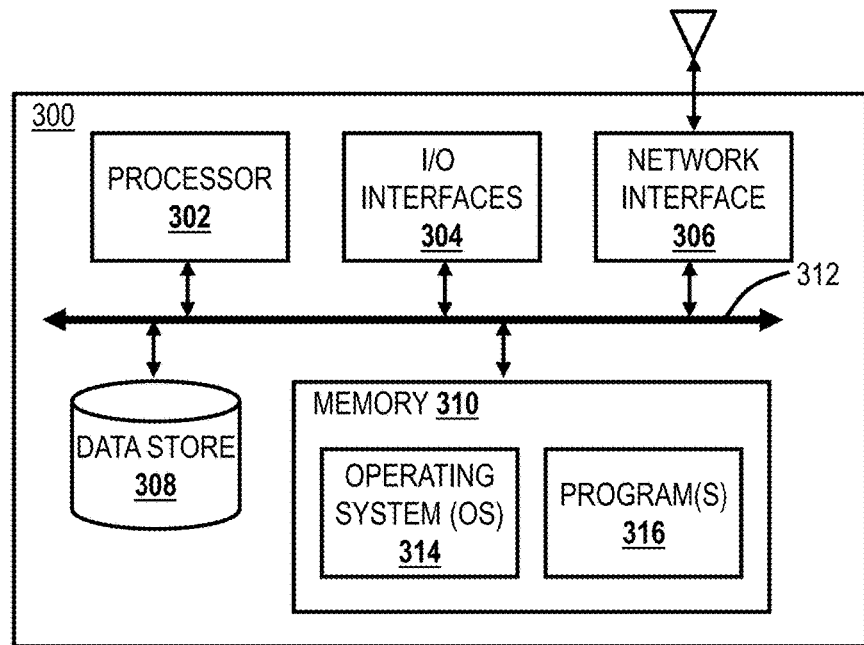 300
PROCESSOR
302
I/O
INTERFACES
304
NETWORK
INTERFACE
306
312
DATA STORE
308
MEMORY 310
OPERATING
SYSTEM (OS)
314
PROGRAM(S)
316